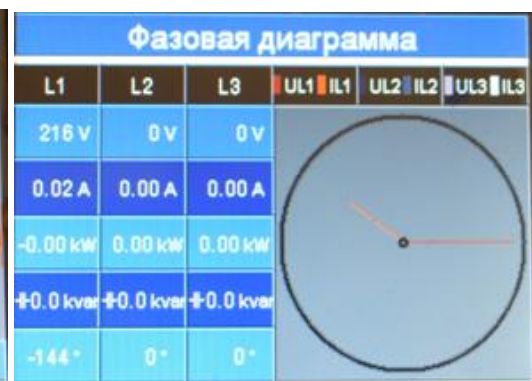 Фазовая диаграмма
L1 L2 L3 UL1 IL1 UL2 IL2 UL3 IL3
216 V 0 V 0 V
0.02 A 0.00 A 0.00 A
-0.00 kW 0.00 kW 0.00 kW
0.0 kvar 0.0 kvar 0.0 kvar
-144° 0° 0°